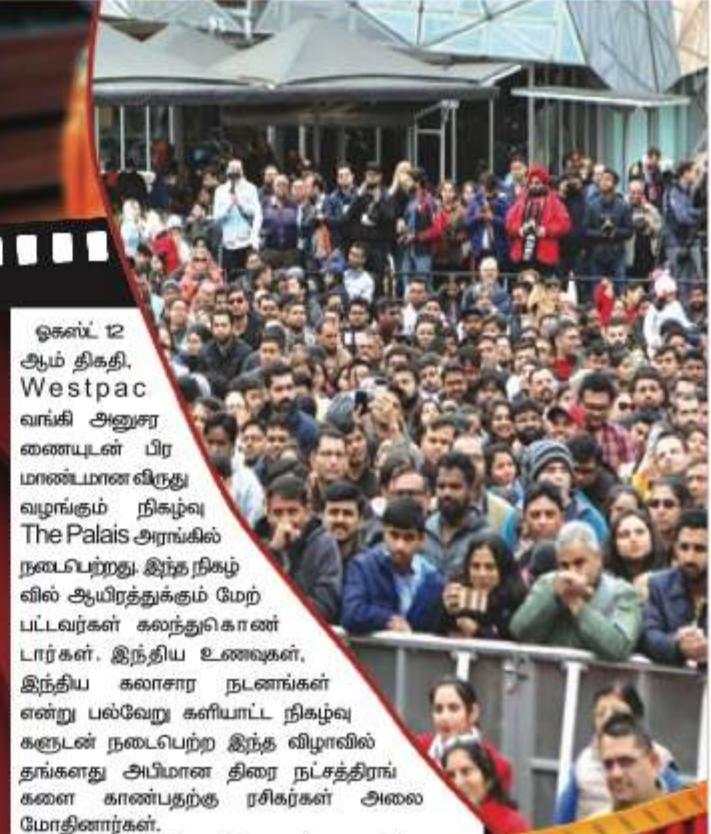 ஓகஸ்ட் 12
ஆம் திகதி,
Westpac
வங்கி அனுசர
ணையுடன் பிர
மாண்டமான விருது
வழங்கும் நிகழ்வு
The Palais அரங்கில்
நடைபெற்றது. இந்த நிகழ்
வில் ஆயிரத்துக்கும் மேற்
பட்டவர்கள் கலந்துகொண்
டார்கள். இந்திய உணவுகள்,
இந்திய கலாசார நடனங்கள்
என்று பல்வேறு களியாட்ட நிகழ்வு
களுடன் நடைபெற்ற இந்த விழாவில்
தங்களது அபிமான திரை நட்சத்திரங்
களை காண்பதற்கு ரசிகர்கள் அலை
மோதினார்கள்.